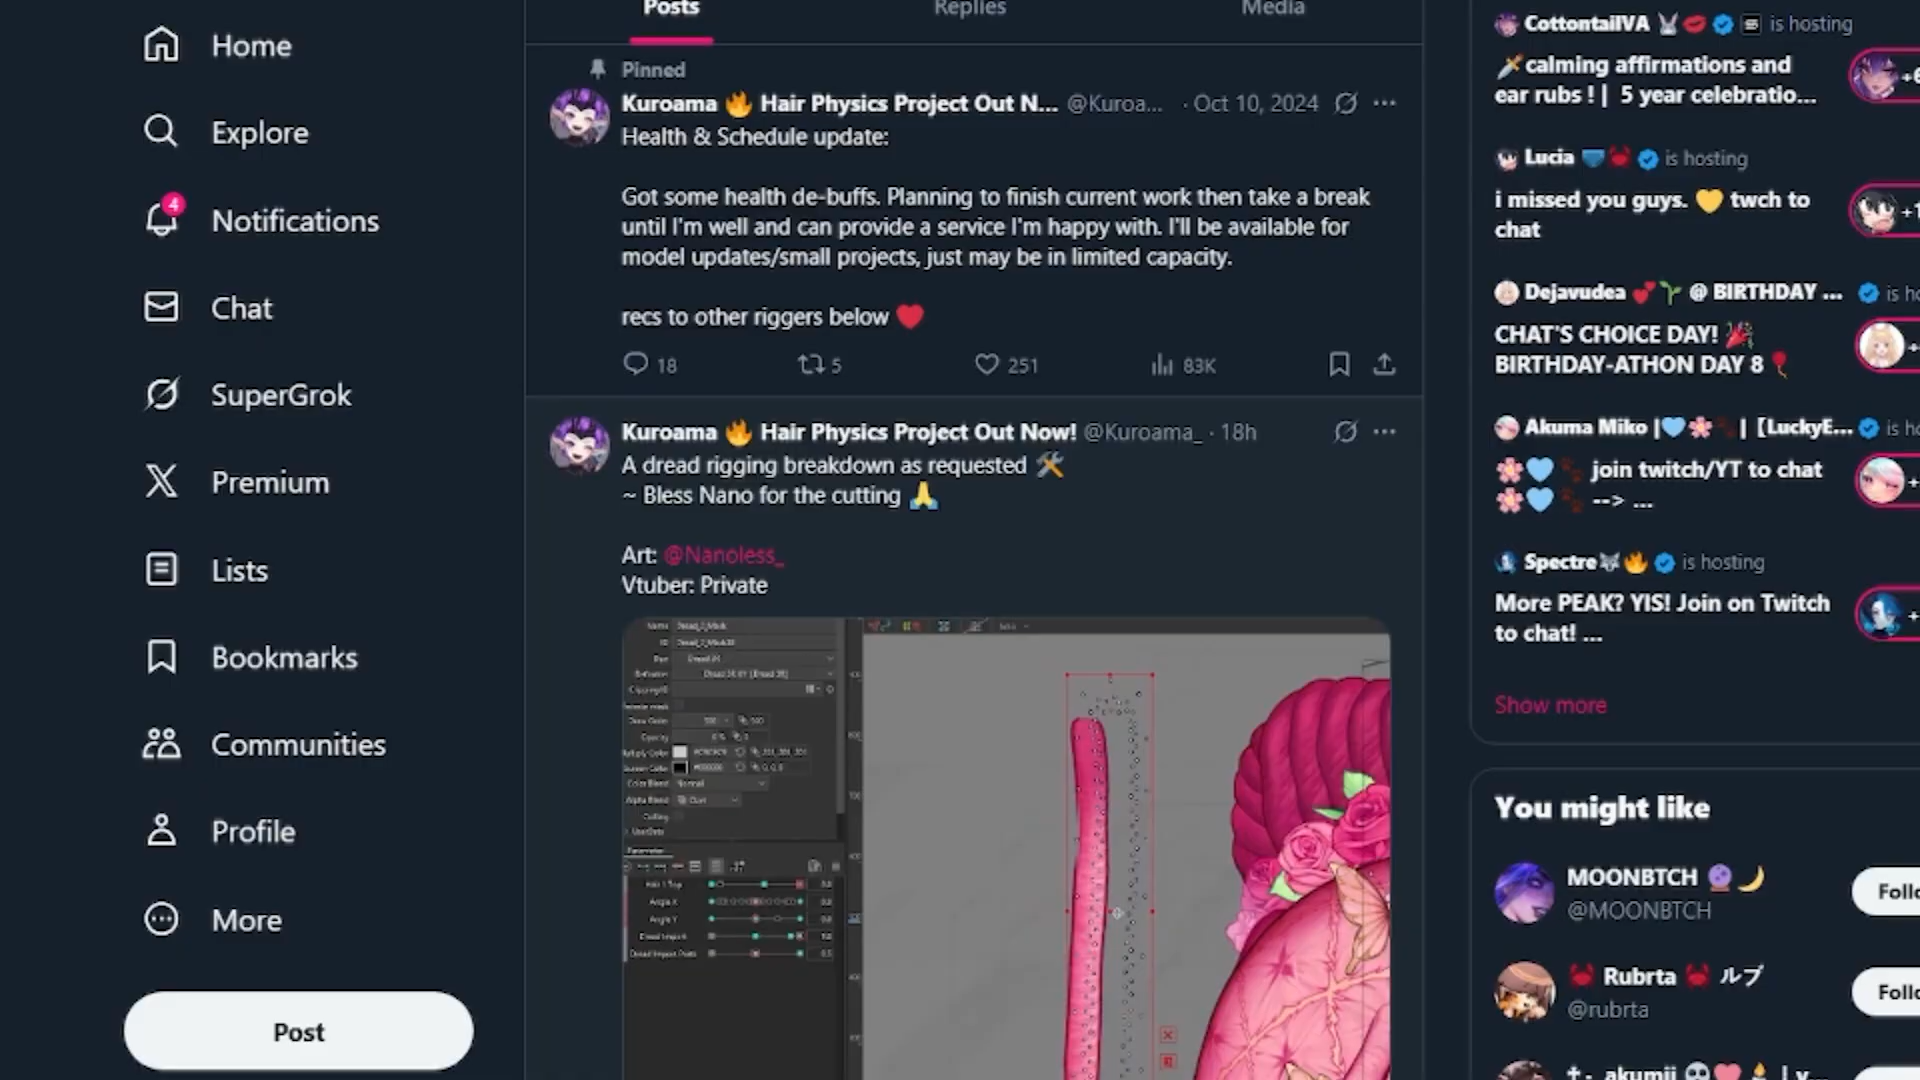 Home
Explore
4
Notifications
Chat
SuperGrok
Premium
Lists
Bookmarks
Communities
Profile
More
Post
Posts
Replies
Media
Pinned
Kuroama 🔥 Hair Physics Project Out N... @Kuroa... · Oct 10, 2024
Health & Schedule update:
Got some health de-buffs. Planning to finish current work then take a break
until I'm well and can provide a service I'm happy with. I'll be available for
model updates/small projects, just may be in limited capacity.
recs to other riggers below ❤️
18
5
251
83K
Kuroama 🔥 Hair Physics Project Out Now! @Kuroama_ · 18h
A dread rigging breakdown as requested 🛠️
~ Bless Nano for the cutting 🙏
Art: @Nanoless_
Vtuber: Private
Opacity
Normal
Angle X
Angle Y
CottontailVA 🐰💋 is hosting
🗡️calming affirmations and
ear rubs ! | 5 year celebratio...
Lucia 🩲🦀 is hosting
i missed you guys. 💛 twch to
chat
Dejavudea 💕🌱 @ BIRTHDAY ...
CHAT'S CHOICE DAY! 🎉
BIRTHDAY-ATHON DAY 8 🎈
Akuma Miko |🩵🌸🐾 | [LuckyE...
🌸🩵🐾 join twitch/YT to chat
🌸🩵🐾 --> ...
Spectre🐺🔥 is hosting
More PEAK? YIS! Join on Twitch
to chat! ...
Show more
You might like
MOONBTCH 🔮🌙
@MOONBTCH
Follo
🦀 Rubrta 🦀 ルブ
@rubrta
Follo
akumii 💀